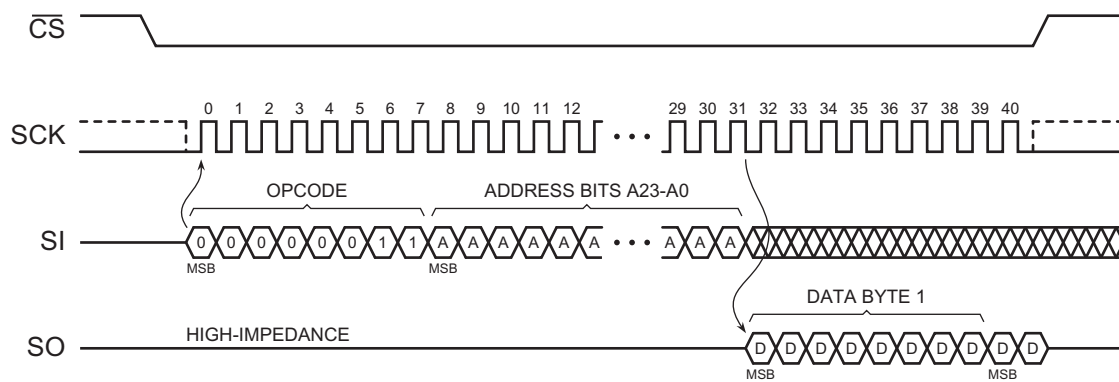 CS
0 1 2 3 4 5 6 7 8 9 10 11 12 29 30 31 32 33 34 35 36 37 38 39 40
SCK
OPCODE ADDRESS BITS A23-A0
SI 0 0 0 0 0 0 1 1 A A A A A A A A A
MSB MSB
DATA BYTE 1
SO HIGH-IMPEDANCE D D D D D D D D D D
MSB MSB